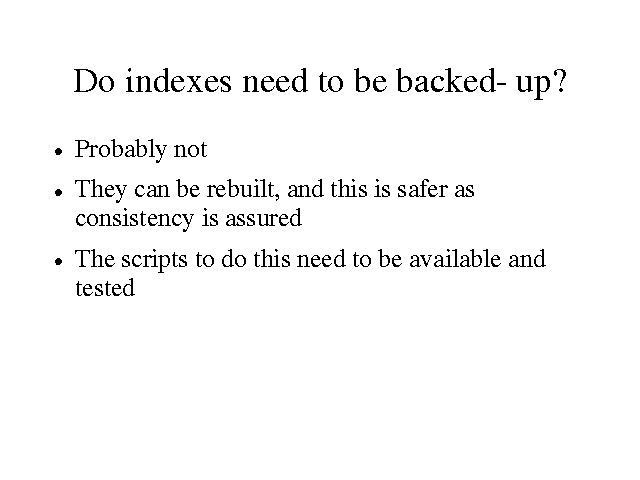 Do indexes need to be backed- up?
• Probably not
• They can be rebuilt, and this is safer as
consistency is assured
• The scripts to do this need to be available and
tested